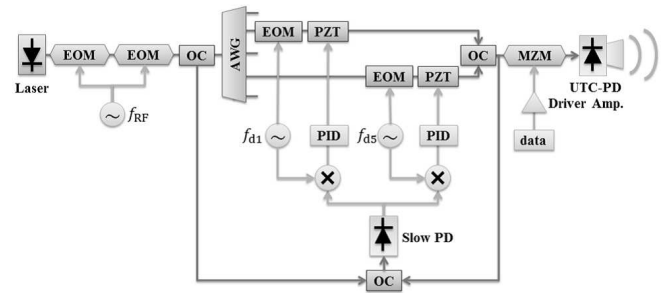 EOM PZT
EOM EOM OC AWG OC MZM
Laser
EOM PZT
UTC-PD
Driver Amp.
fRF
fd1 ~ PID fd5 ~ PID data
× ×
Slow PD
OC